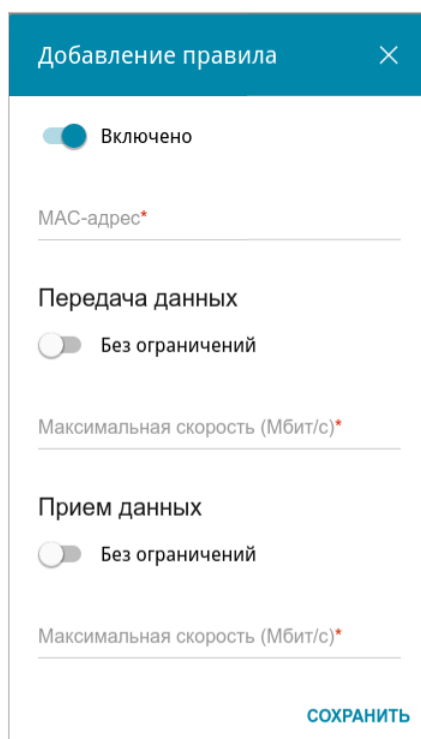 Добавление правила
Включено
MAC-адрес*
Передача данных
Без ограничений
Максимальная скорость (Мбит/с)*
Прием данных
Без ограничений
Максимальная скорость (Мбит/с)*
СОХРАНИТЬ